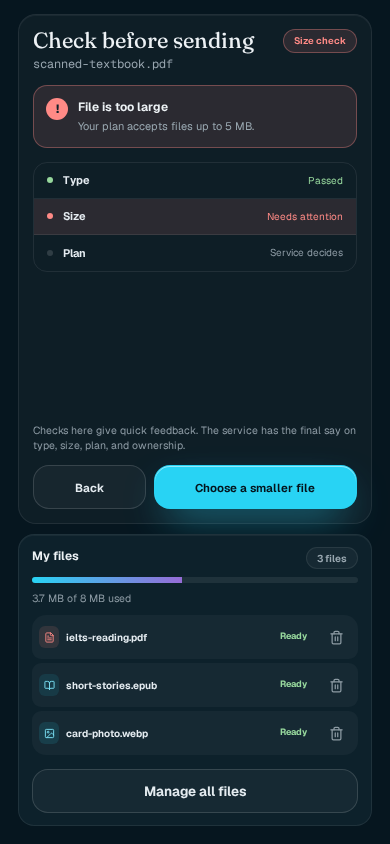 Check before sending
Size check
scanned-textbook.pdf
!
File is too large
Your plan accepts files up to 5 MB.
Type
Passed
Size
Needs attention
Plan
Service decides
Checks here give quick feedback. The service has the final say on
type, size, plan, and ownership.
Back
Choose a smaller file
My files
3 files
3.7 MB of 8 MB used
ielts-reading.pdf
Ready
short-stories.epub
Ready
card-photo.webp
Ready
Manage all files